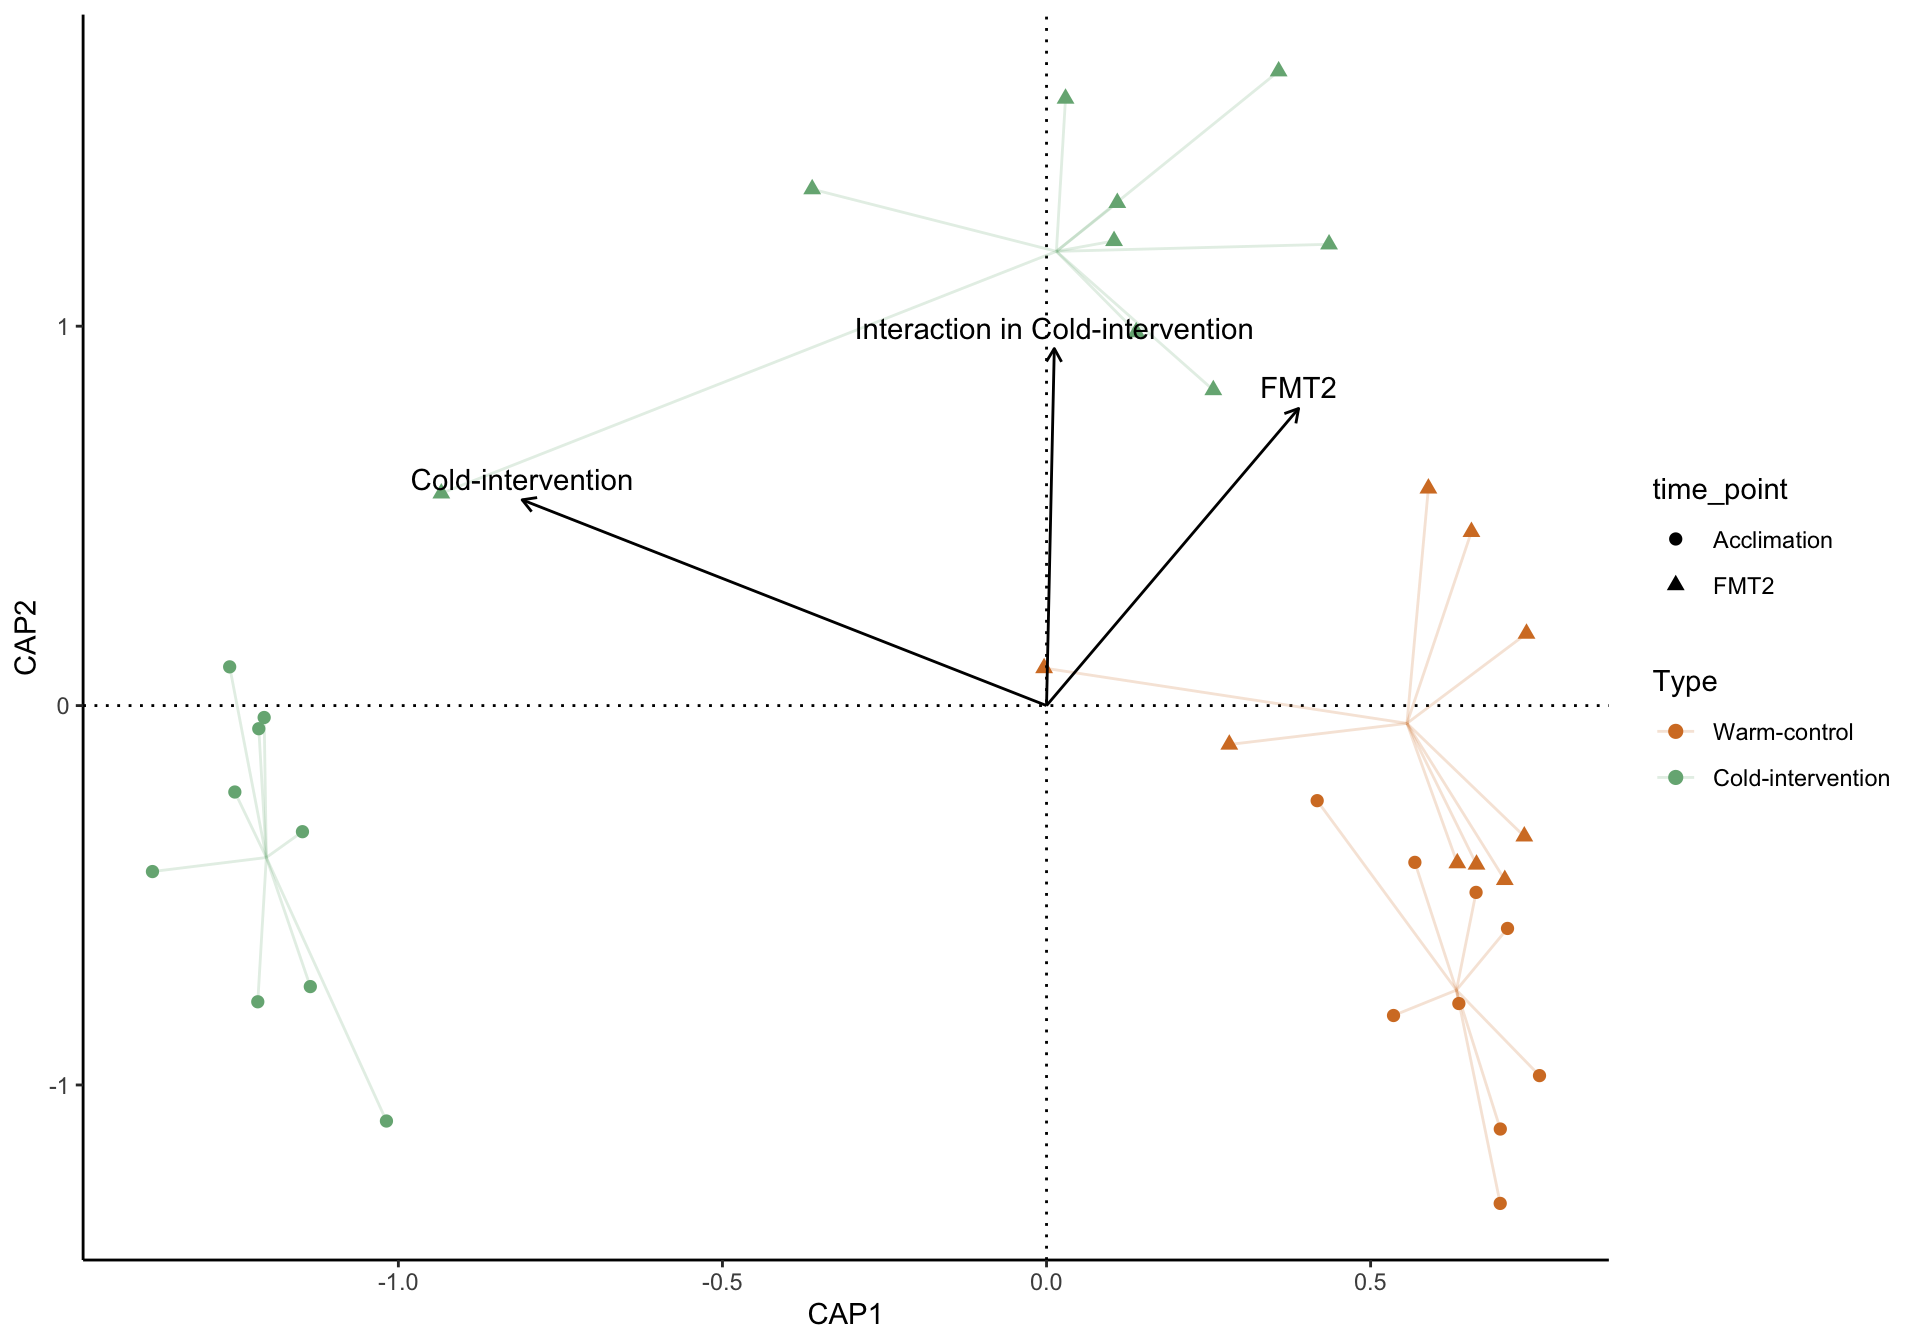 Interaction in Cold-intervention
FMT2
Cold-intervention
CAP2
1
0
-1
-1.0
-0.5
0.0
0.5
CAP1
time_point
Acclimation
FMT2
Type
Warm-control
Cold-intervention